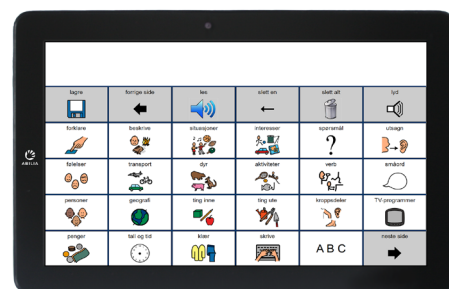 lagre forrige side les slett en slett alt lyd
forklare beskrive situasjoner interesser spørsmål utsagn
følelser transport dyr aktiviteter verb småord
personer geografi ting inne ting ute kroppsdeler TV-programmer
penger tall og tid klær skrive ABC neste side
ABILIA